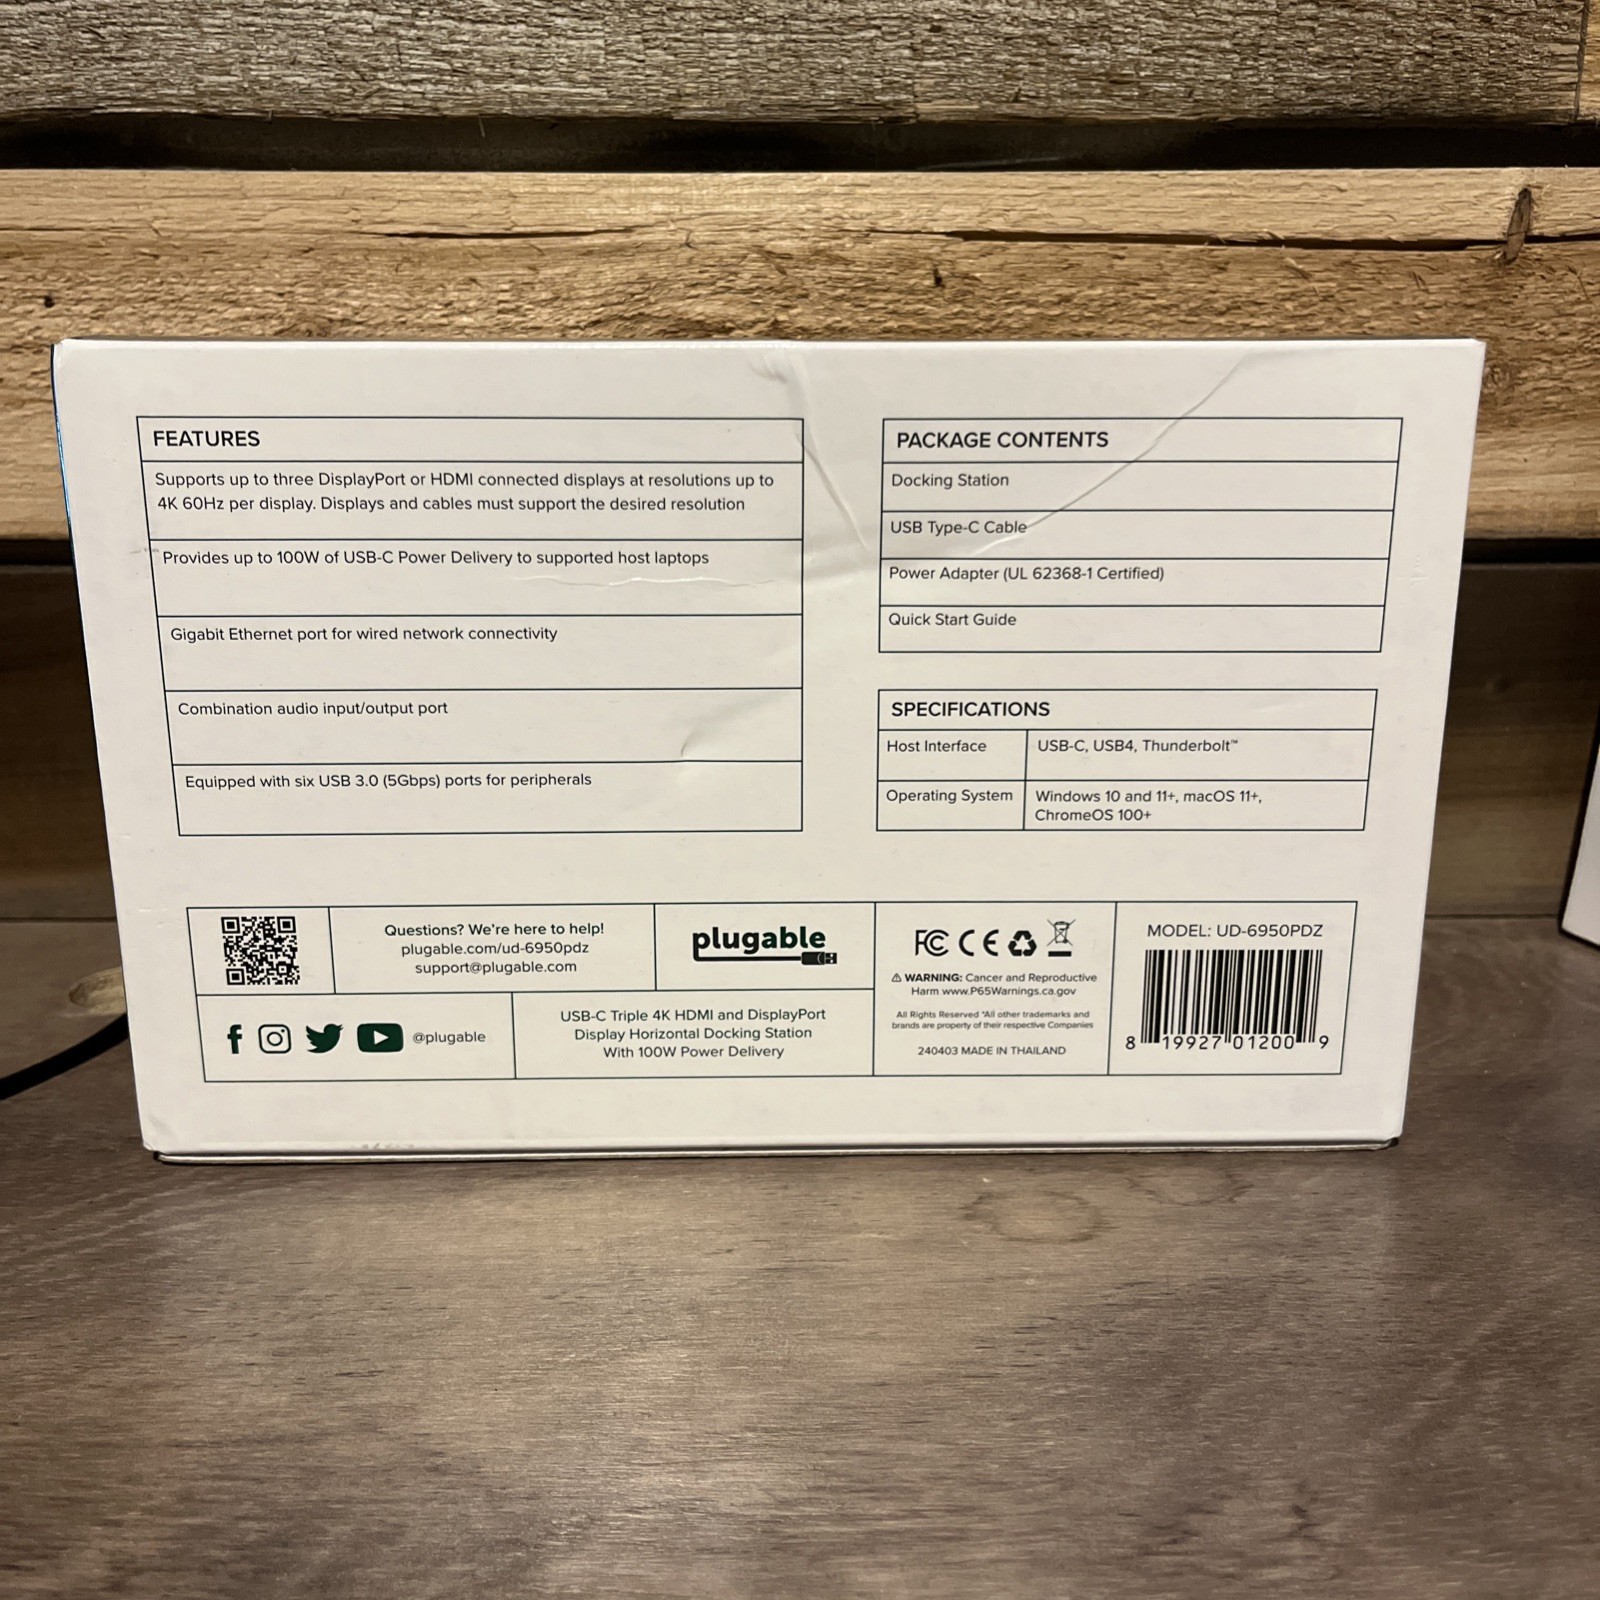 FEATURES
Supports up to three DisplayPort or HDMI connected displays at resolutions up to
4K 60Hz per display. Displays and cables must support the desired resolution
Provides up to 100W of USB-C Power Delivery to supported host laptops
Gigabit Ethernet port for wired network connectivity
Combination audio input/output port
Equipped with six USB 3.0 (5Gbps) ports for peripherals
PACKAGE CONTENTS
Docking Station
USB Type-C Cable
Power Adapter (UL 62368-1 Certified)
Quick Start Guide
SPECIFICATIONS
Host Interface
USB-C, USB4, Thunderbolt™
Operating System
Windows 10 and 11+, macOS 11+,
ChromeOS 100+
Questions? We're here to help!
plugable.com/ud-6950pdz
support@plugable.com
plugable
@plugable
USB-C Triple 4K HDMI and DisplayPort
Display Horizontal Docking Station
With 100W Power Delivery
FC CE
⚠ WARNING: Cancer and Reproductive
Harm www.P65Warnings.ca.gov
All Rights Reserved *All other trademarks and
brands are property of their respective Companies
240403 MADE IN THAILAND
MODEL: UD-6950PDZ
8 19927 01200 9